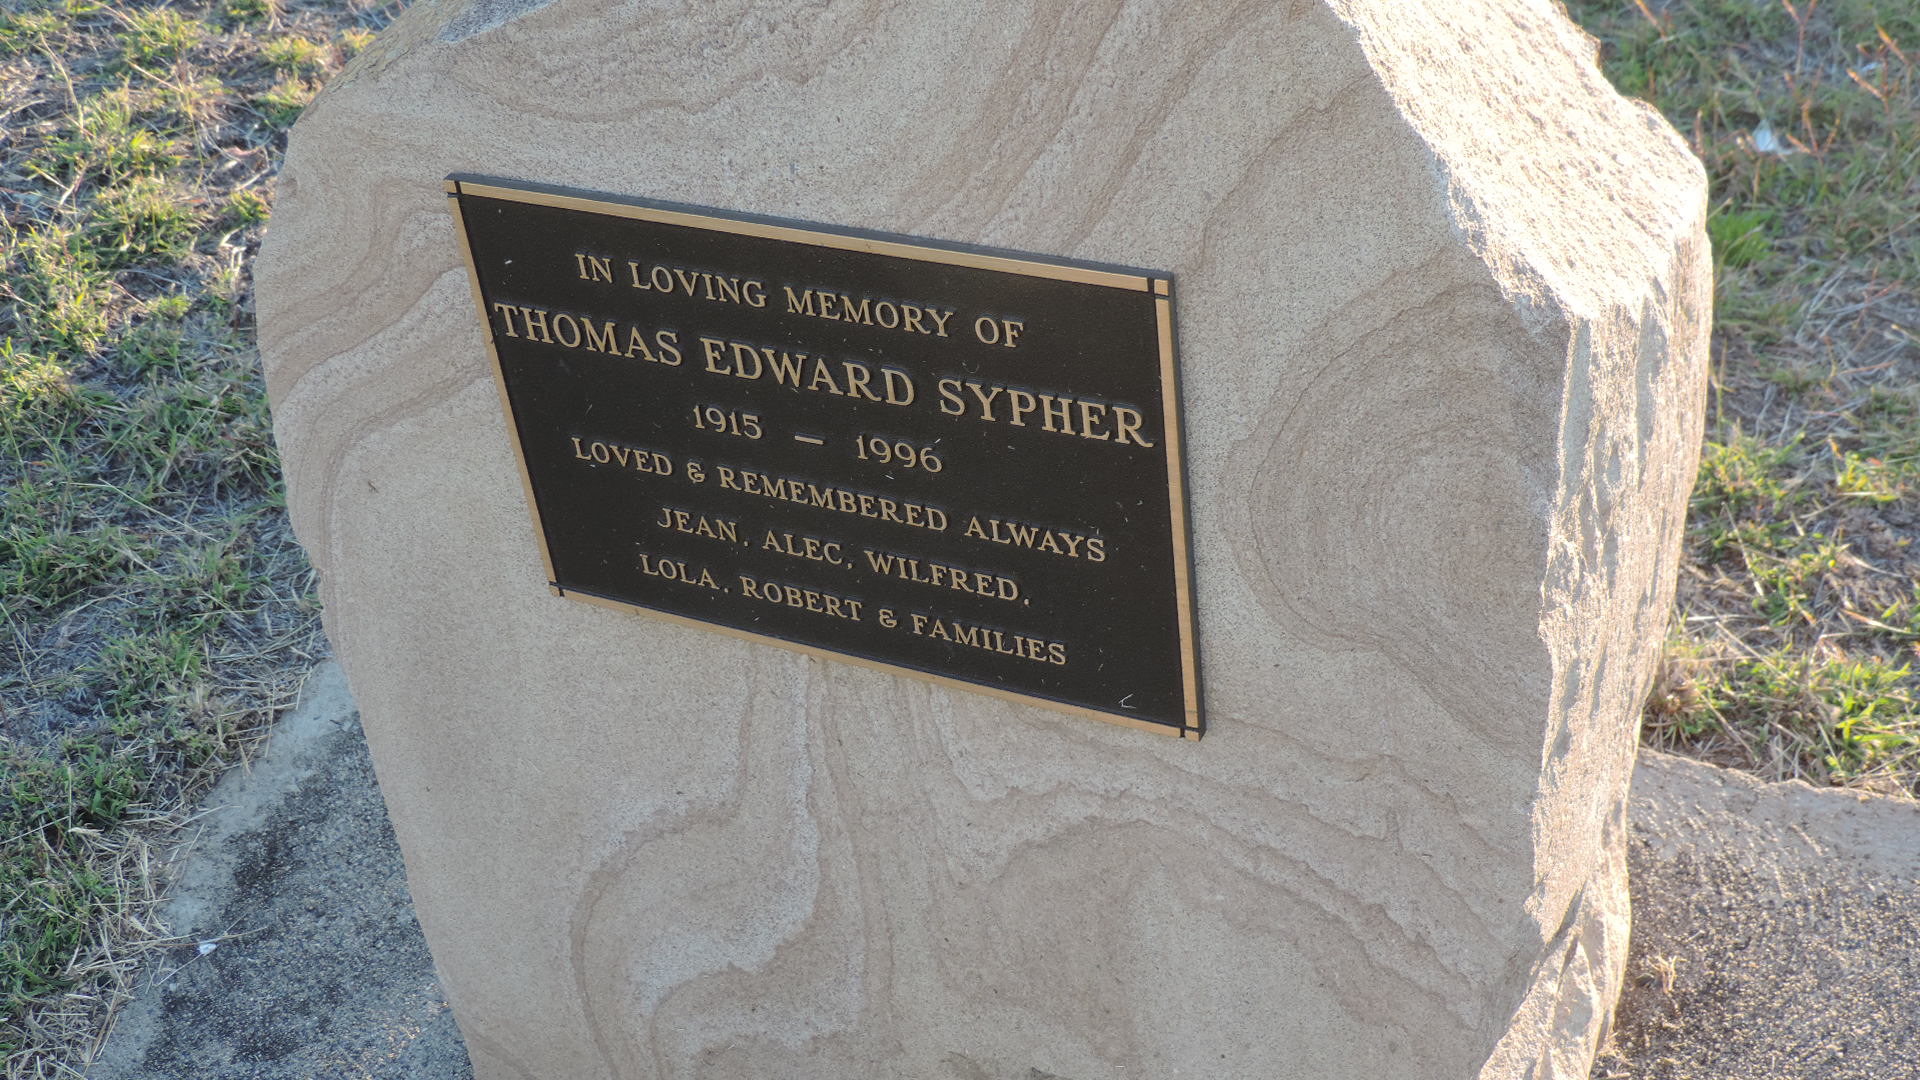 IN LOVING MEMORY OF
THOMAS EDWARD SYPHER
1915 — 1996
LOVED & REMEMBERED ALWAYS
JEAN, ALEC, WILFRED,
LOLA, ROBERT & FAMILIES